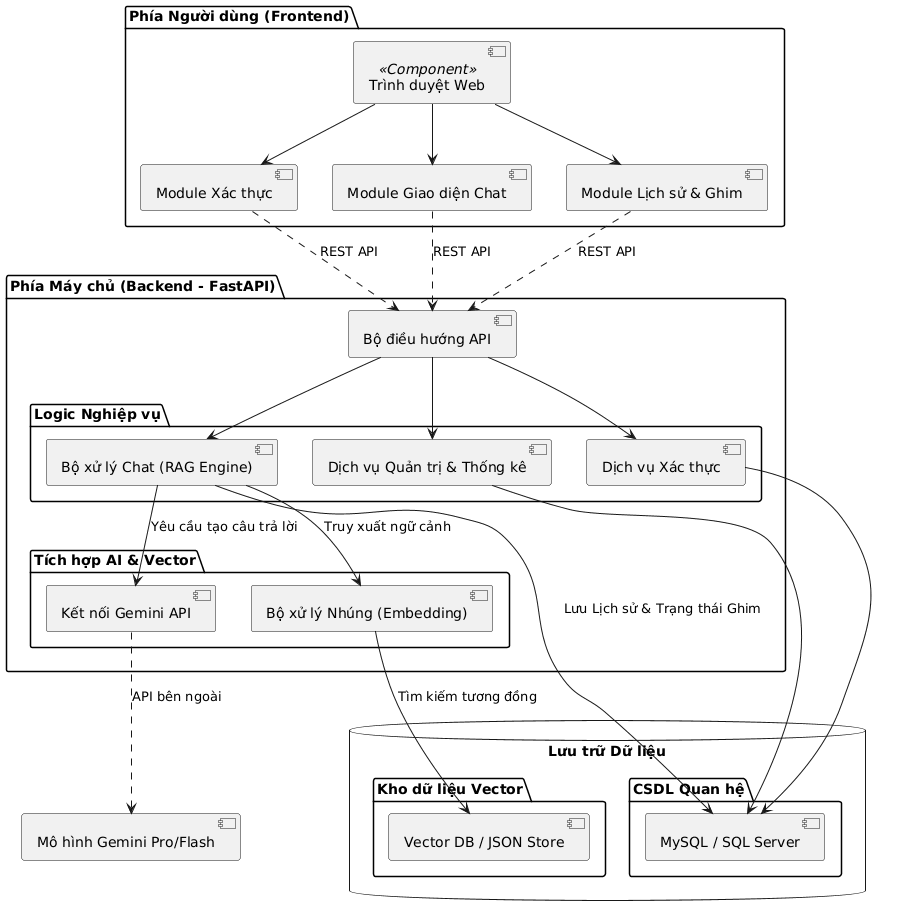 Phía Người dùng (Frontend)
«Component»
Trình duyệt Web
Module Xác thực
Module Giao diện Chat
Module Lịch sử & Ghim
REST API
REST API
REST API
Phía Máy chủ (Backend - FastAPI)
Bộ điều hướng API
Logic Nghiệp vụ
Bộ xử lý Chat (RAG Engine)
Dịch vụ Quản trị & Thống kê
Dịch vụ Xác thực
Yêu cầu tạo câu trả lời
Truy xuất ngữ cảnh
Tích hợp AI & Vector
Kết nối Gemini API
Bộ xử lý Nhúng (Embedding)
Lưu Lịch sử & Trạng thái Ghim
API bên ngoài
Tìm kiếm tương đồng
Lưu trữ Dữ liệu
Kho dữ liệu Vector
CSDL Quan hệ
Mô hình Gemini Pro/Flash
Vector DB / JSON Store
MySQL / SQL Server